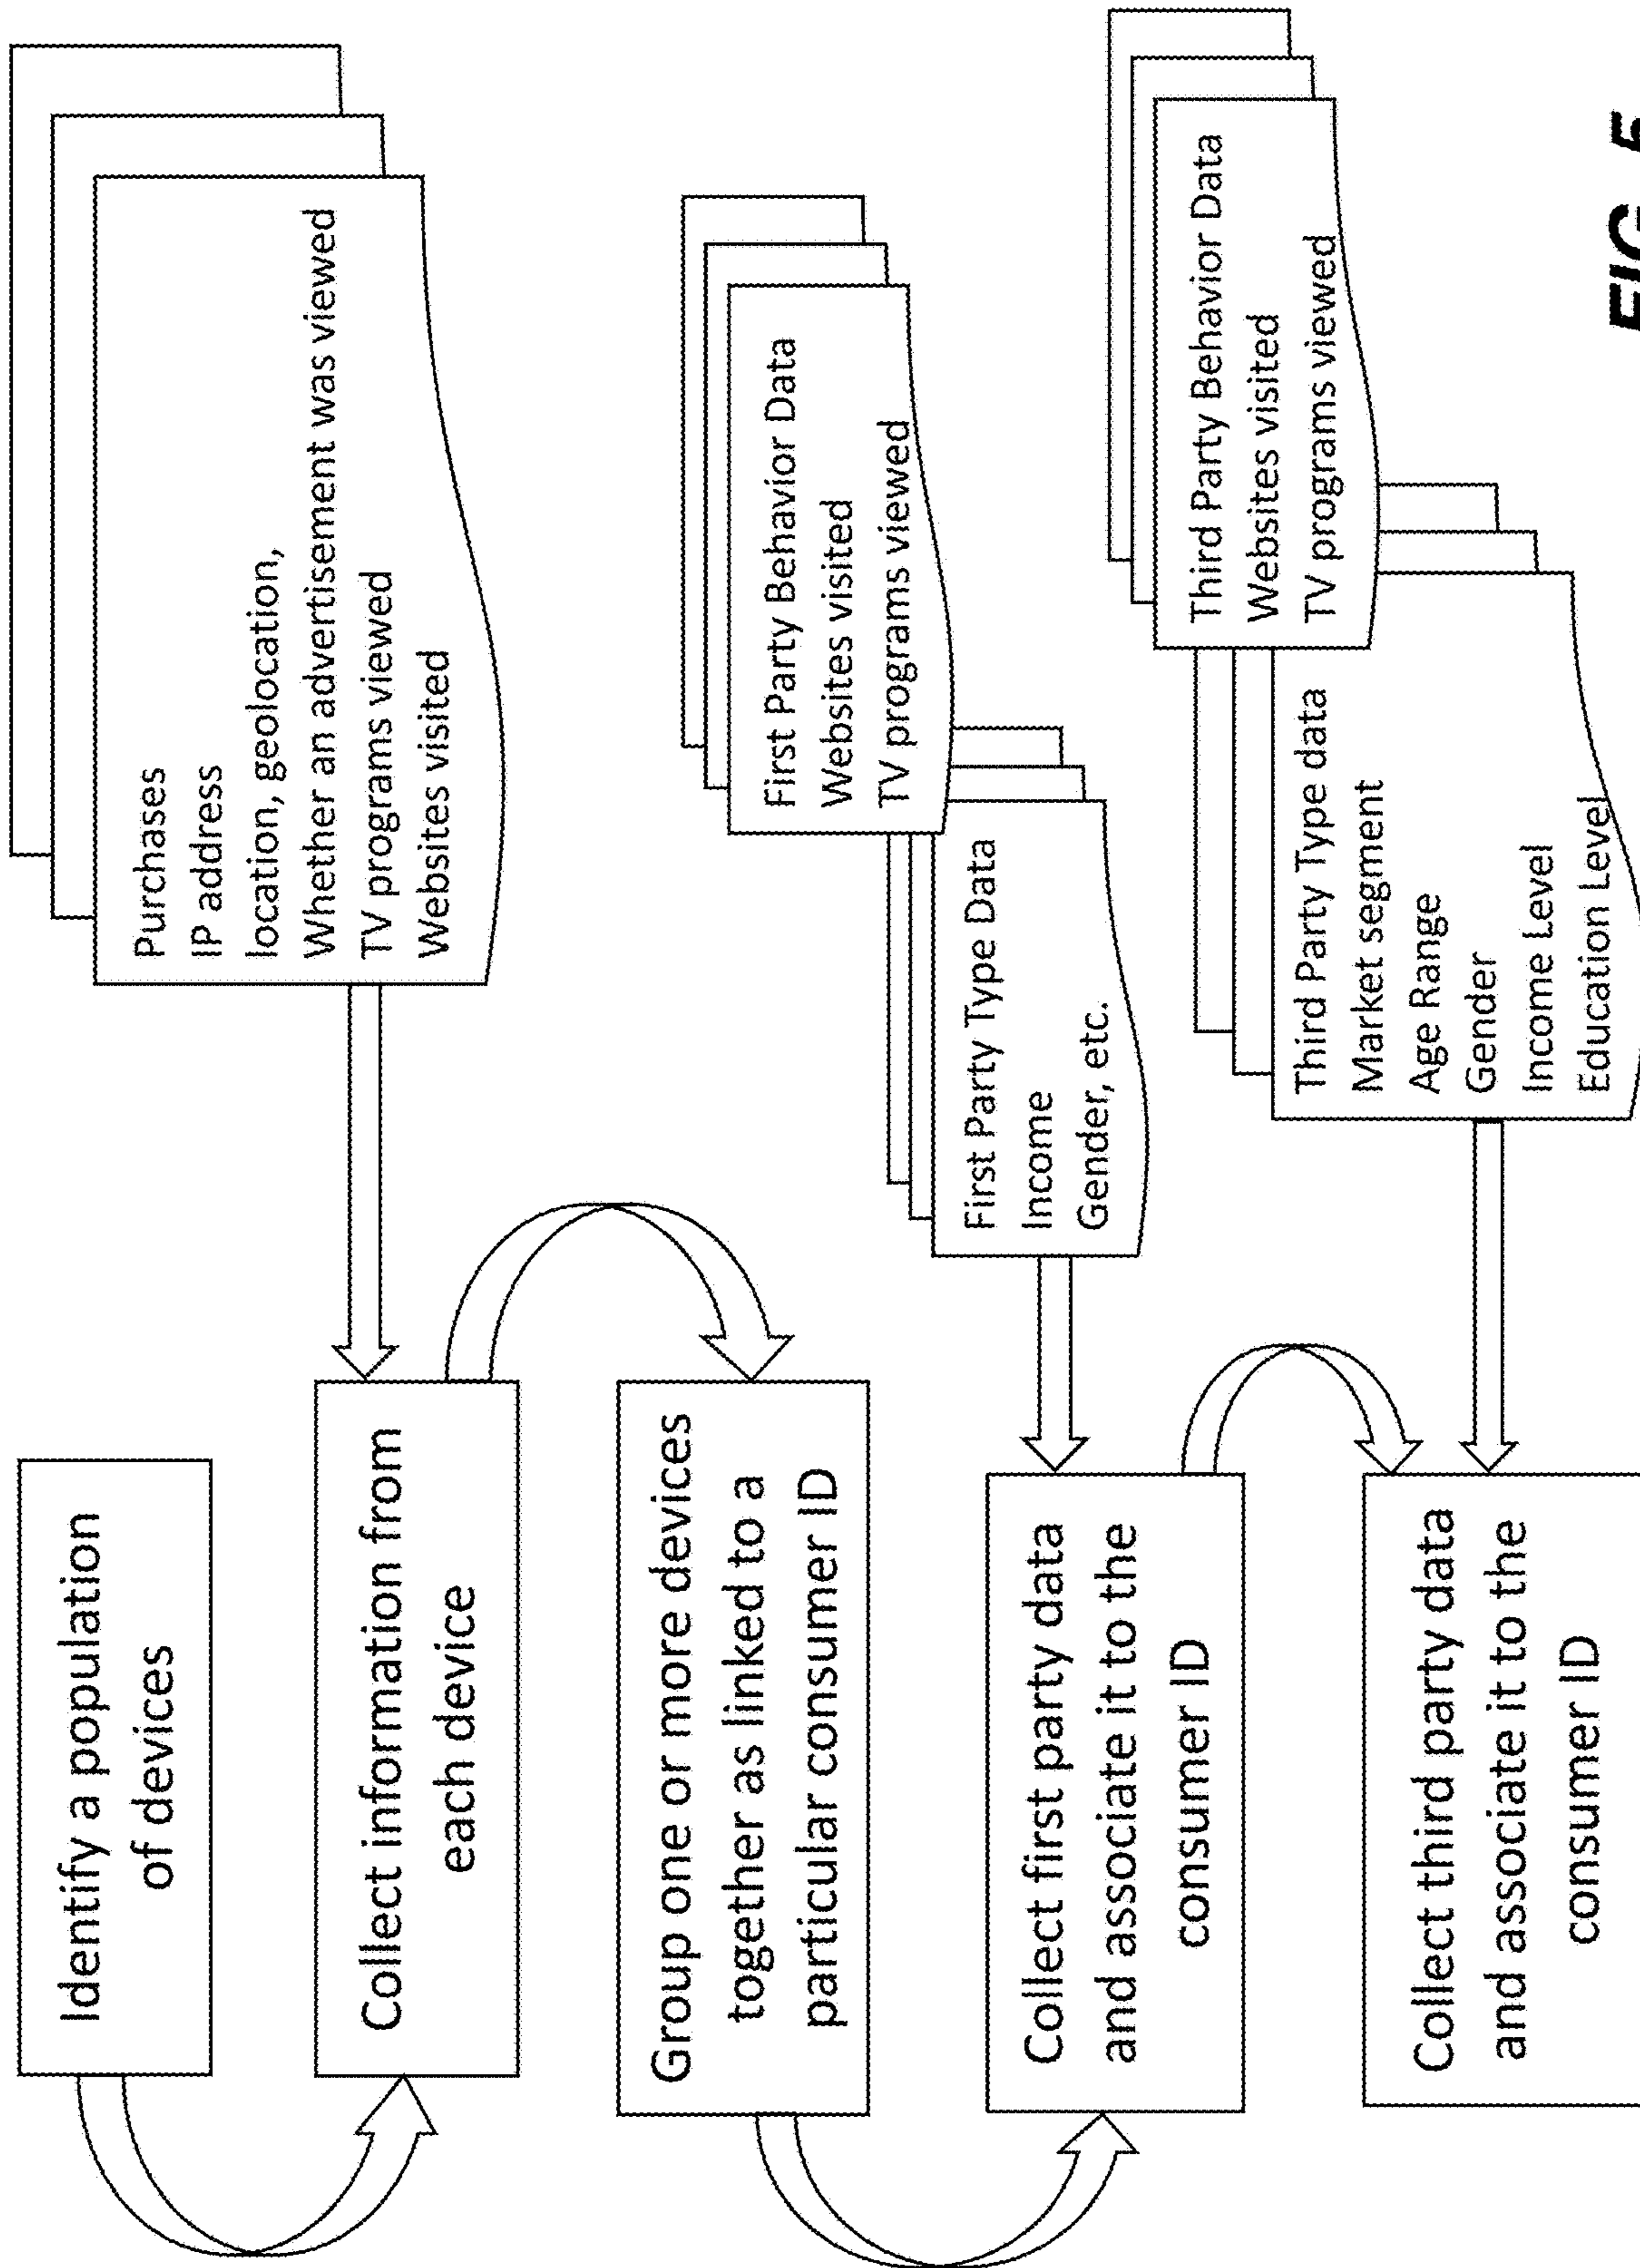 Identify a population
of devices
Collect information from
each device
Group one or more devices
together as linked to a
particular consumer ID
Collect first party data
and associate it to the
consumer ID
Collect third party data
and associate it to the
consumer ID
Purchases
IP address
location, geolocation,
Whether an advertisement was viewed
TV programs viewed
Websites visited
First Party Behavior Data
Websites visited
TV programs viewed
First Party Type Data
Income
Gender, etc.
Third Party Behavior Data
Websites visited
TV programs viewed
Third Party Type data
Market segment
Age Range
Gender
Income Level
Education Level
FIG. 5